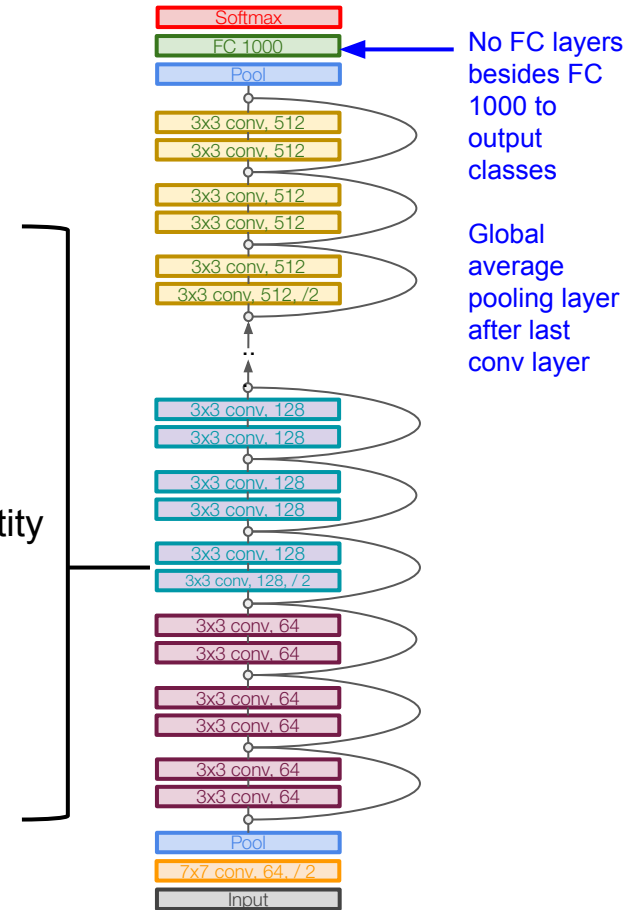 Softmax
FC 1000
Pool
3x3 conv, 512
3x3 conv, 512
3x3 conv, 512
3x3 conv, 512
3x3 conv, 512
3x3 conv, 512, /2
..
.
3x3 conv, 128
3x3 conv, 128
3x3 conv, 128
3x3 conv, 128
3x3 conv, 128
3x3 conv, 128, / 2
3x3 conv, 64
3x3 conv, 64
3x3 conv, 64
3x3 conv, 64
3x3 conv, 64
3x3 conv, 64
Pool
7x7 conv, 64, / 2
Input
tity
No FC layers
besides FC
1000 to
output
classes
Global
average
pooling layer
after last
conv layer